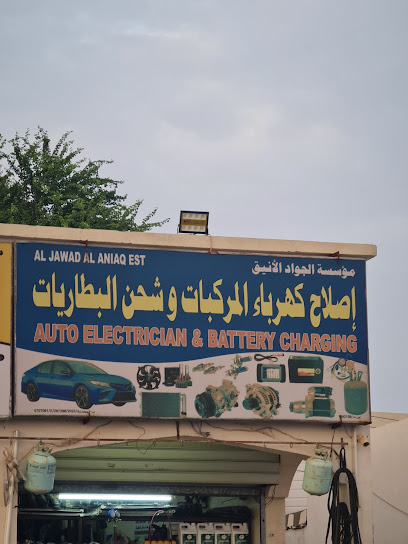 AL JAWAD AL ANIAQ EST
مؤسسة الجواد الأنيق
إصلاح كهرباء المركبات و شحن البطاريات
AUTO ELECTRICIAN & BATTERY CHARGING